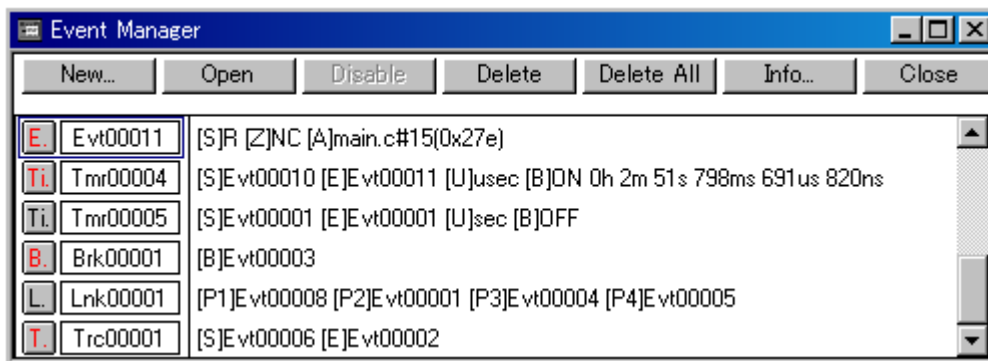 Event Manager
New... Open Disable Delete Delete All Info... Close
E. Evt00011 [S]R [Z]NC [A]main.c#15(0x27e)
Ti. Tmr00004 [S]Evt00010 [E]Evt00011 [U]usec [B]ON 0h 2m 51s 798ms 691us 820ns
Ti. Tmr00005 [S]Evt00001 [E]Evt00001 [U]sec [B]OFF
B. Brk00001 [B]Evt00003
L. Lnk00001 [P1]Evt00008 [P2]Evt00001 [P3]Evt00004 [P4]Evt00005
T. Trc00001 [S]Evt00006 [E]Evt00002